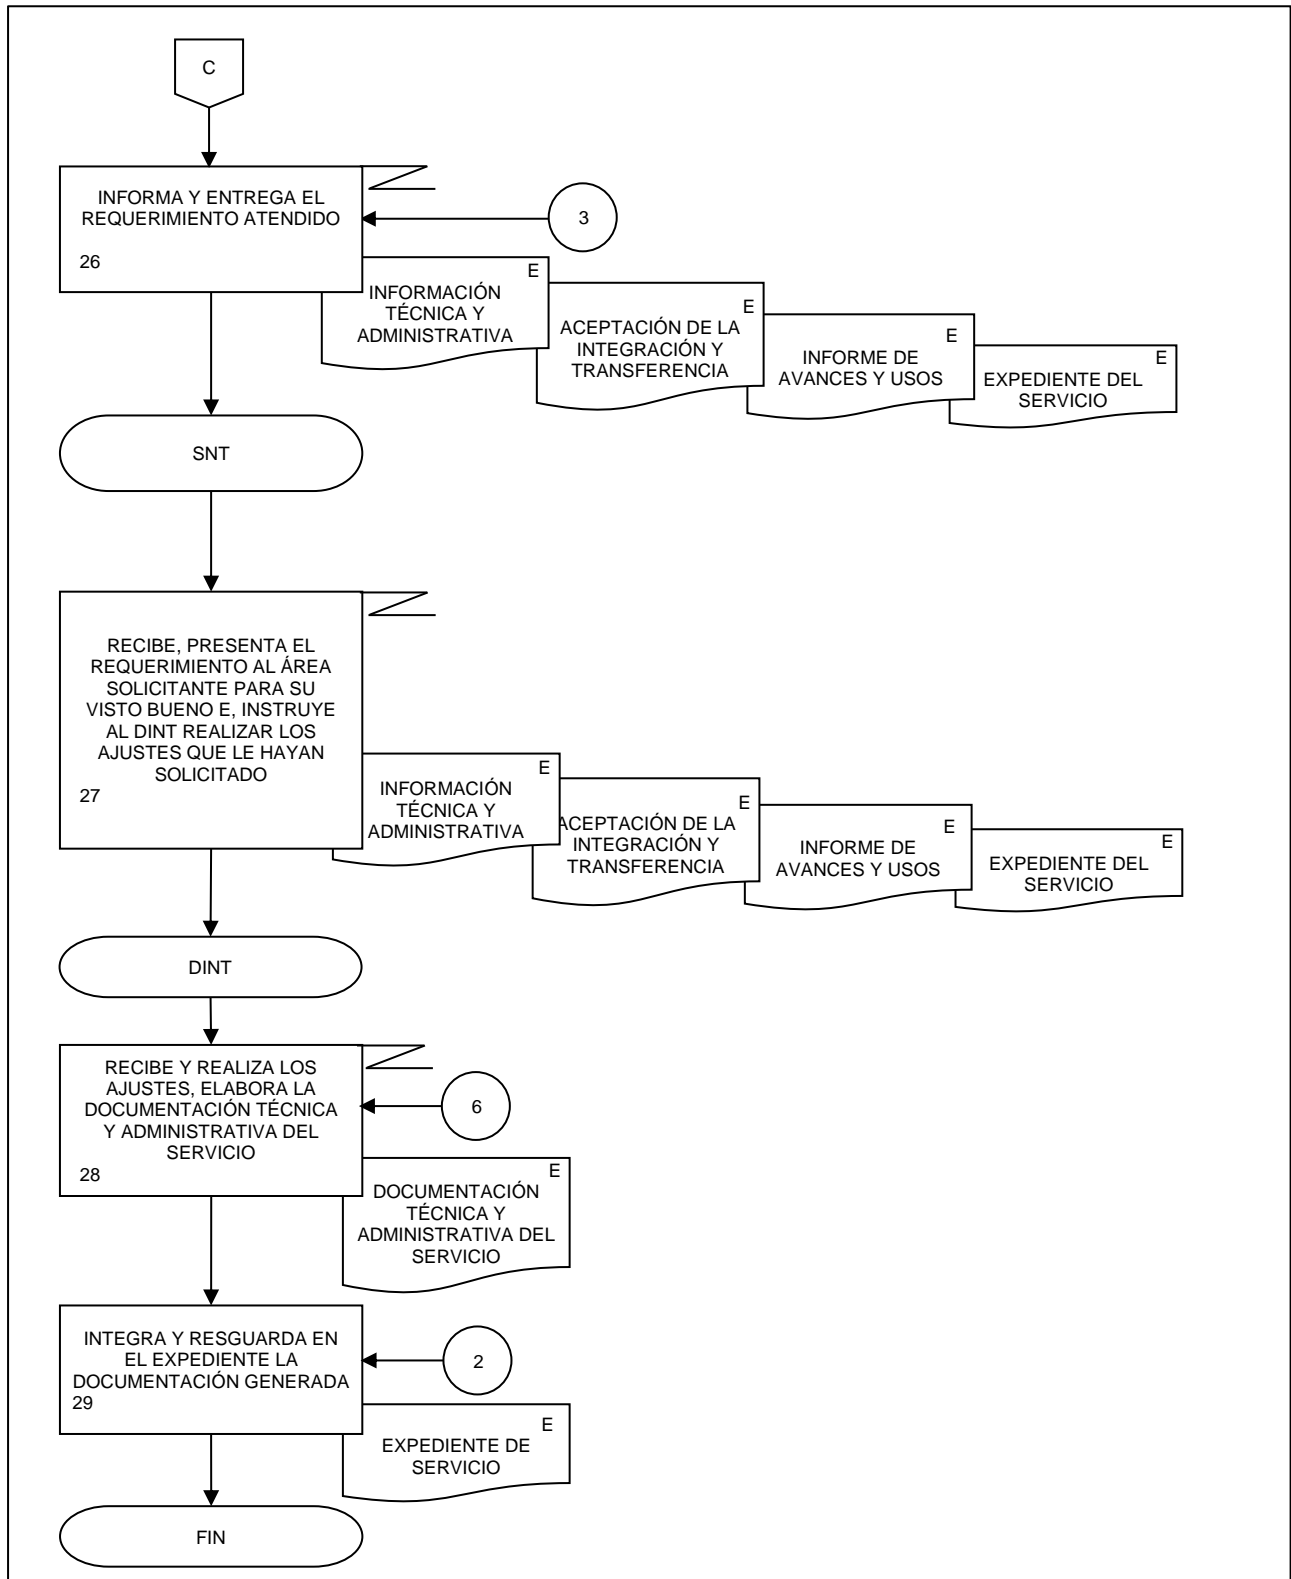 C
INFORMA Y ENTREGA EL
REQUERIMIENTO ATENDIDO
26
3
E
INFORMACIÓN
TÉCNICA Y
ADMINISTRATIVA
E
ACEPTACIÓN DE LA
INTEGRACIÓN Y
TRANSFERENCIA
E
INFORME DE
AVANCES Y USOS
E
EXPEDIENTE DEL
SERVICIO
SNT
RECIBE, PRESENTA EL
REQUERIMIENTO AL ÁREA
SOLICITANTE PARA SU
VISTO BUENO E, INSTRUYE
AL DINT REALIZAR LOS
AJUSTES QUE LE HAYAN
SOLICITADO
27
E
INFORMACIÓN
TÉCNICA Y
ADMINISTRATIVA
E
ACEPTACIÓN DE LA
INTEGRACIÓN Y
TRANSFERENCIA
E
INFORME DE
AVANCES Y USOS
E
EXPEDIENTE DEL
SERVICIO
DINT
RECIBE Y REALIZA LOS
AJUSTES, ELABORA LA
DOCUMENTACIÓN TÉCNICA
Y ADMINISTRATIVA DEL
SERVICIO
28
6
E
DOCUMENTACIÓN
TÉCNICA Y
ADMINISTRATIVA DEL
SERVICIO
INTEGRA Y RESGUARDA EN
EL EXPEDIENTE LA
DOCUMENTACIÓN GENERADA
29
2
E
EXPEDIENTE DE
SERVICIO
FIN